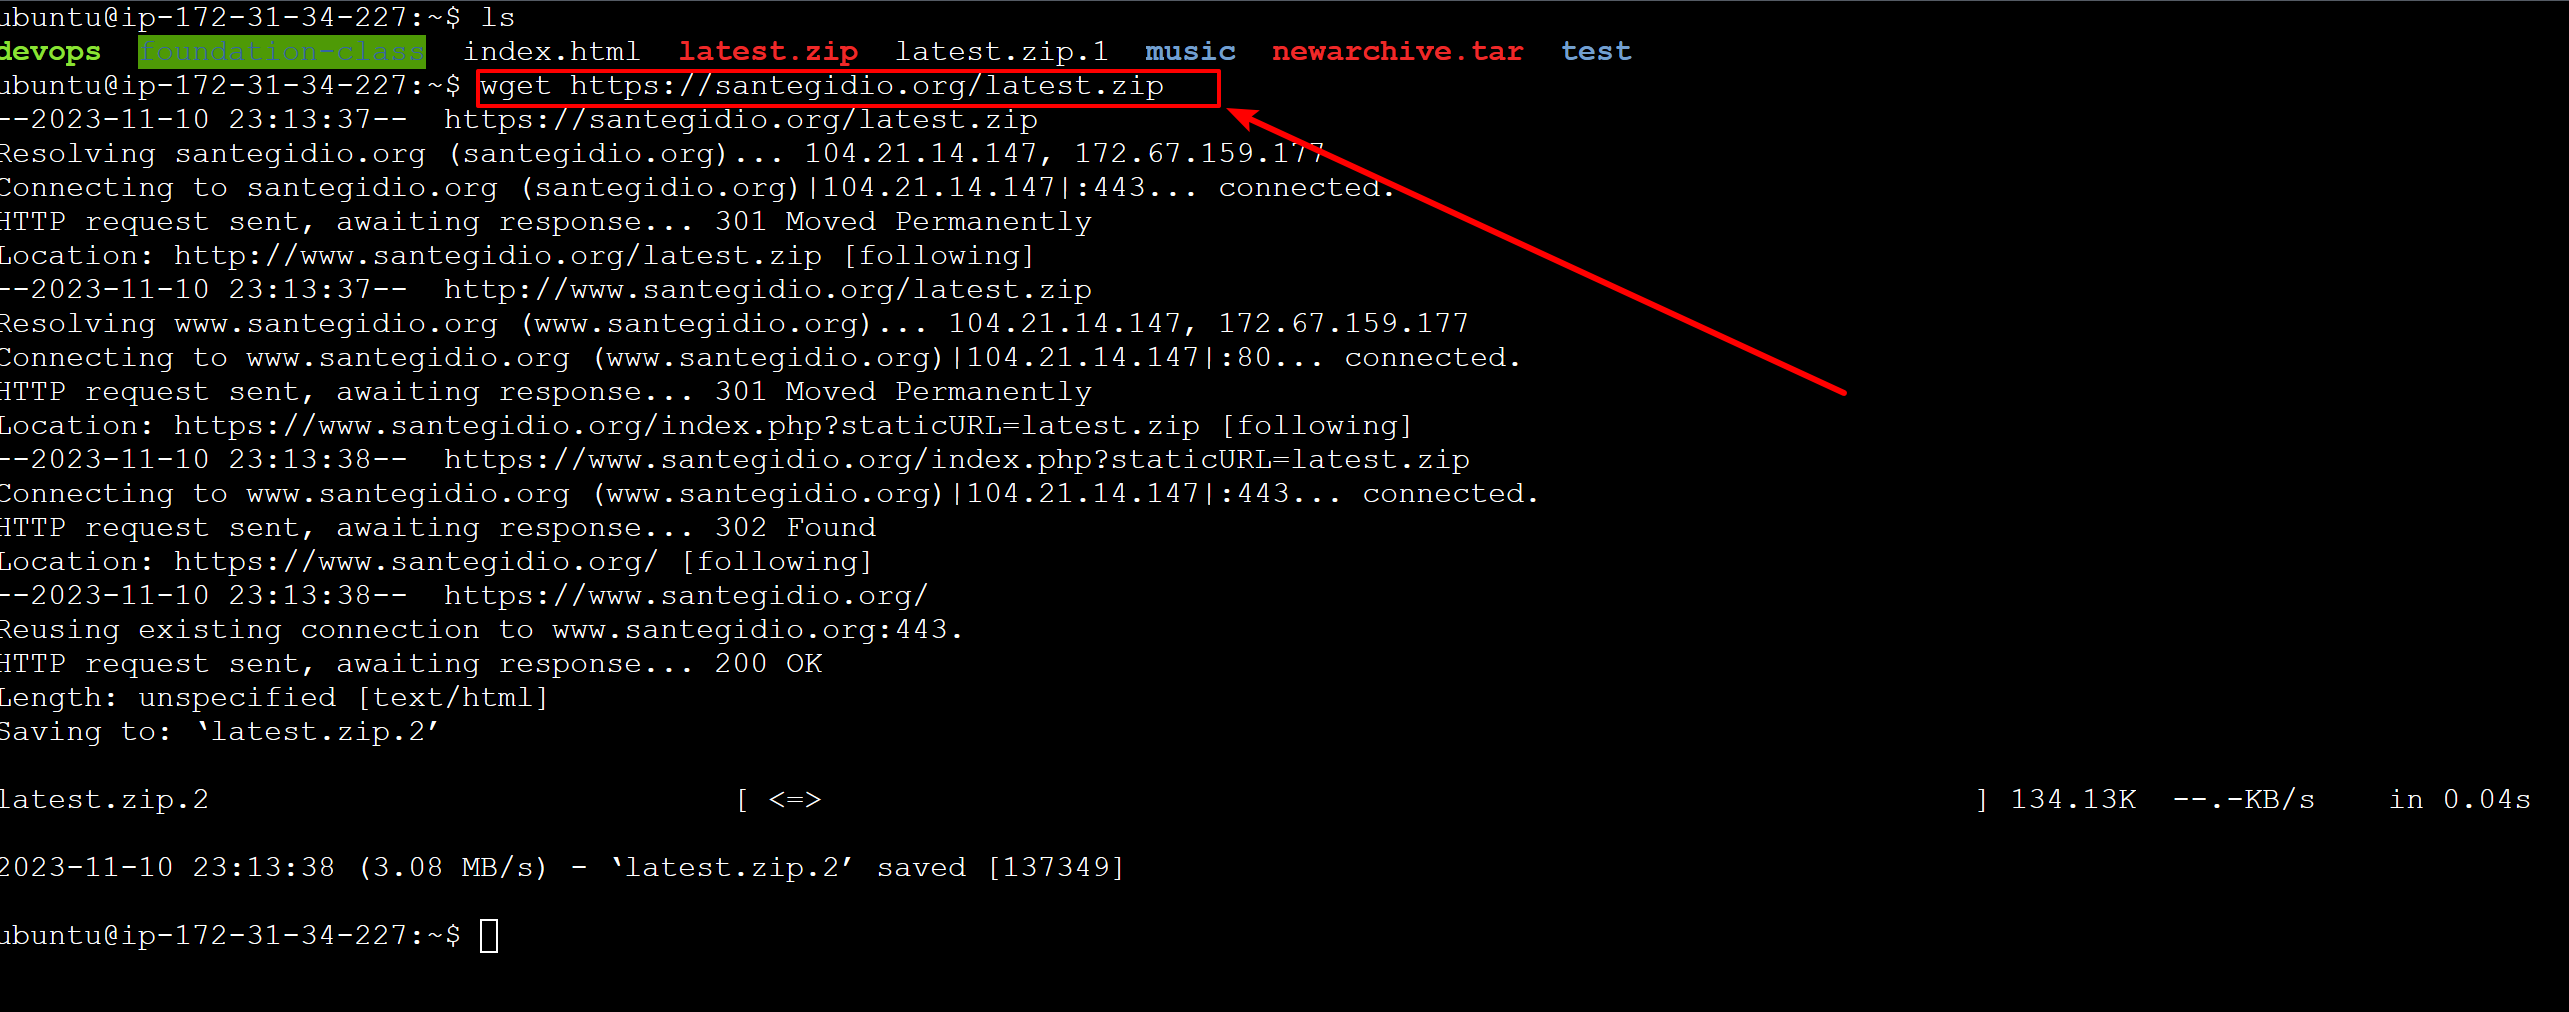 ubuntu@ip-172-31-34-227:~$ ls
devops  foundation-class  index.html  latest.zip  latest.zip.1  music  newarchive.tar  test
ubuntu@ip-172-31-34-227:~$ wget https://santegidio.org/latest.zip
--2023-11-10 23:13:37--  https://santegidio.org/latest.zip
Resolving santegidio.org (santegidio.org)... 104.21.14.147, 172.67.159.177
Connecting to santegidio.org (santegidio.org)|104.21.14.147|:443... connected.
HTTP request sent, awaiting response... 301 Moved Permanently
Location: http://www.santegidio.org/latest.zip [following]
--2023-11-10 23:13:37--  http://www.santegidio.org/latest.zip
Resolving www.santegidio.org (www.santegidio.org)... 104.21.14.147, 172.67.159.177
Connecting to www.santegidio.org (www.santegidio.org)|104.21.14.147|:80... connected.
HTTP request sent, awaiting response... 301 Moved Permanently
Location: https://www.santegidio.org/index.php?staticURL=latest.zip [following]
--2023-11-10 23:13:38--  https://www.santegidio.org/index.php?staticURL=latest.zip
Connecting to www.santegidio.org (www.santegidio.org)|104.21.14.147|:443... connected.
HTTP request sent, awaiting response... 302 Found
Location: https://www.santegidio.org/ [following]
--2023-11-10 23:13:38--  https://www.santegidio.org/
Reusing existing connection to www.santegidio.org:443.
HTTP request sent, awaiting response... 200 OK
Length: unspecified [text/html]
Saving to: ‘latest.zip.2’
latest.zip.2                             [ <=>                                                                ] 134.13K  --.-KB/s    in 0.04s
2023-11-10 23:13:38 (3.08 MB/s) - ‘latest.zip.2’ saved [137349]
ubuntu@ip-172-31-34-227:~$